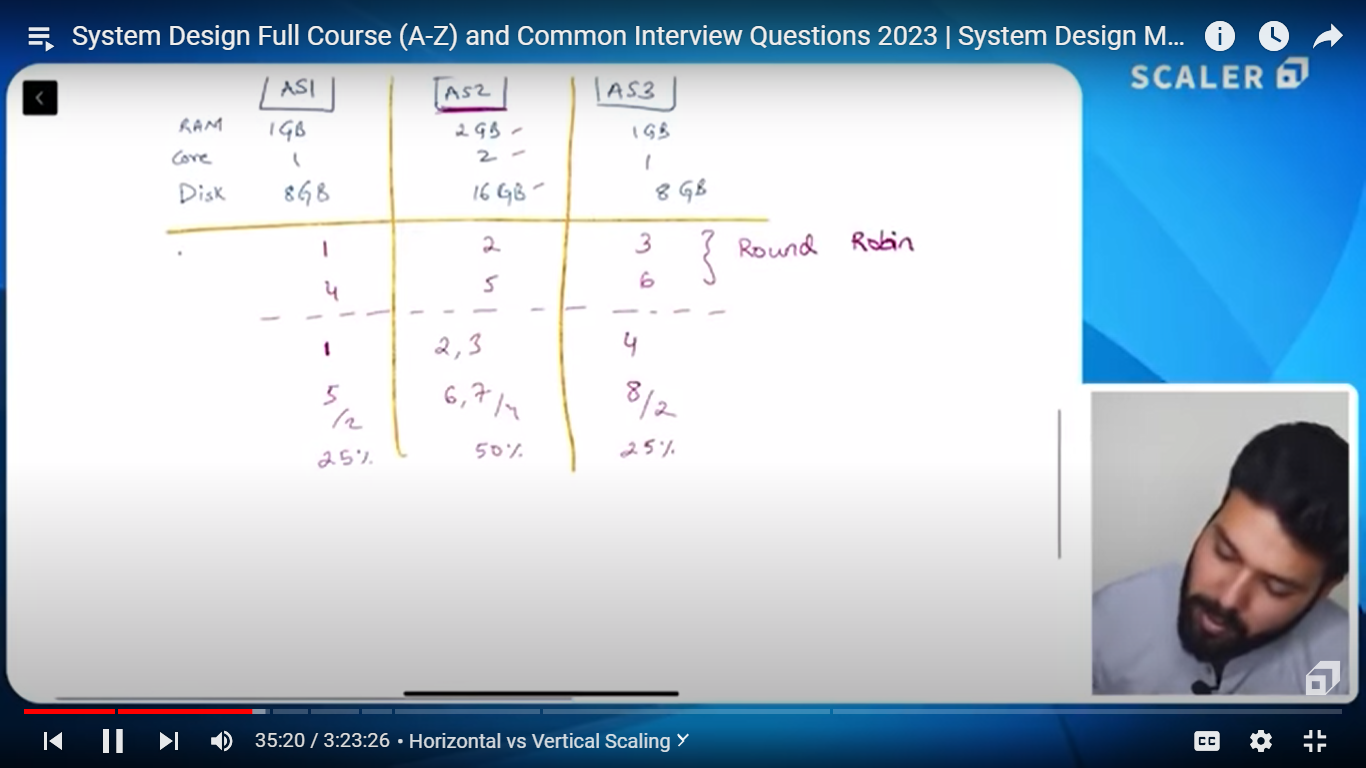 System Design Full Course (A-Z) and Common Interview Questions 2023 | System Design M...
SCALER
AS1 AS2 AS3
RAM 1GB 2GB 1GB
Core 1 2 1
Disk 8GB 16GB 8GB
1 2 3 Round Robin
4 5 6
1 2,3 4
5/2 6,7/4 8/2
25% 50% 25%
35:20 / 3:23:26 • Horizontal vs Vertical Scaling
CC